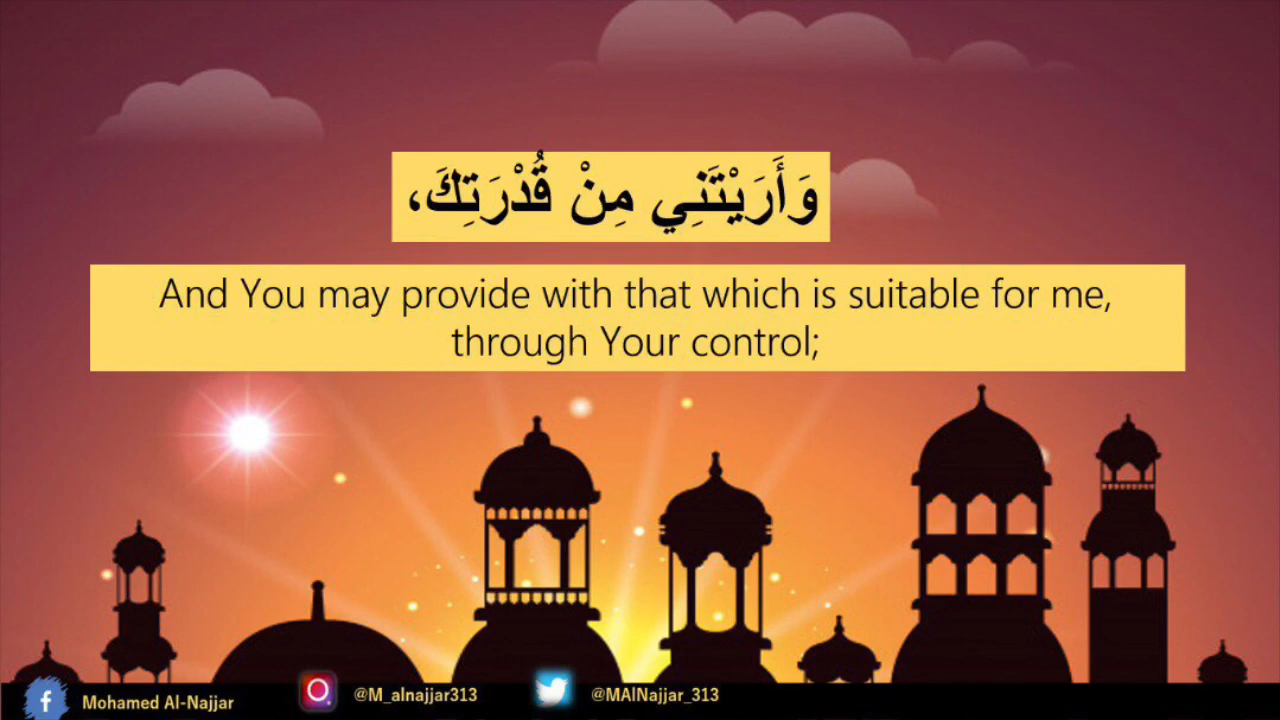 وَأَرَيْتَنِي مِنْ قُدْرَتِكَ،
And You may provide with that which is suitable for me,
through Your control;
Mohamed Al-Najjar
@M_alnajjar313
@MAlNajjar_313